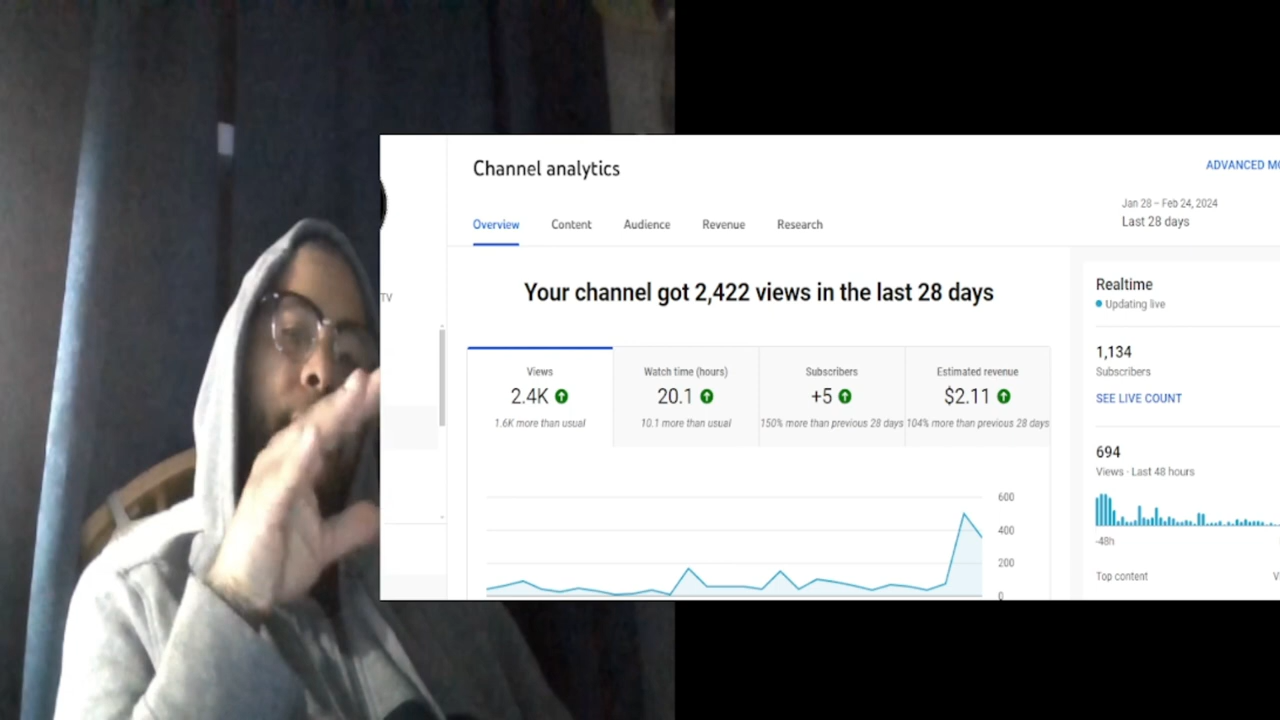 Channel analytics
ADVANCED MO
Jan 28 – Feb 24, 2024
Last 28 days
Overview Content Audience Revenue Research
TV
Your channel got 2,422 views in the last 28 days
Views
2.4K
1.6K more than usual
Watch time (hours)
20.1
10.1 more than usual
Subscribers
+5
150% more than previous 28 days
Estimated revenue
$2.11
104% more than previous 28 days
600
400
200
0
Realtime
Updating live
1,134
Subscribers
SEE LIVE COUNT
694
Views · Last 48 hours
-48h
Top content
V